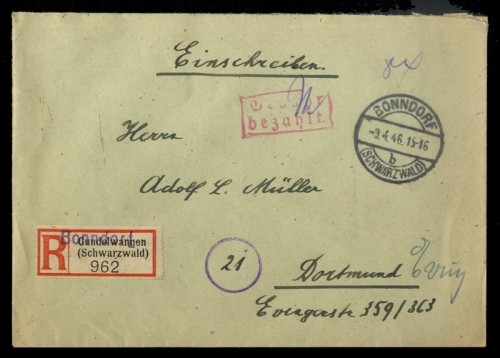 Einschreiben.
Gebühr
bezahlt
BONNDORF
-9.4.46.15-16
b
(SCHWARZWALD)
Herrn
Adolf L. Müller
Bonndorf
R
Gündelwangen
(Schwarzwald)
962
21
Dortmund Eving
Evingerstr 359/363